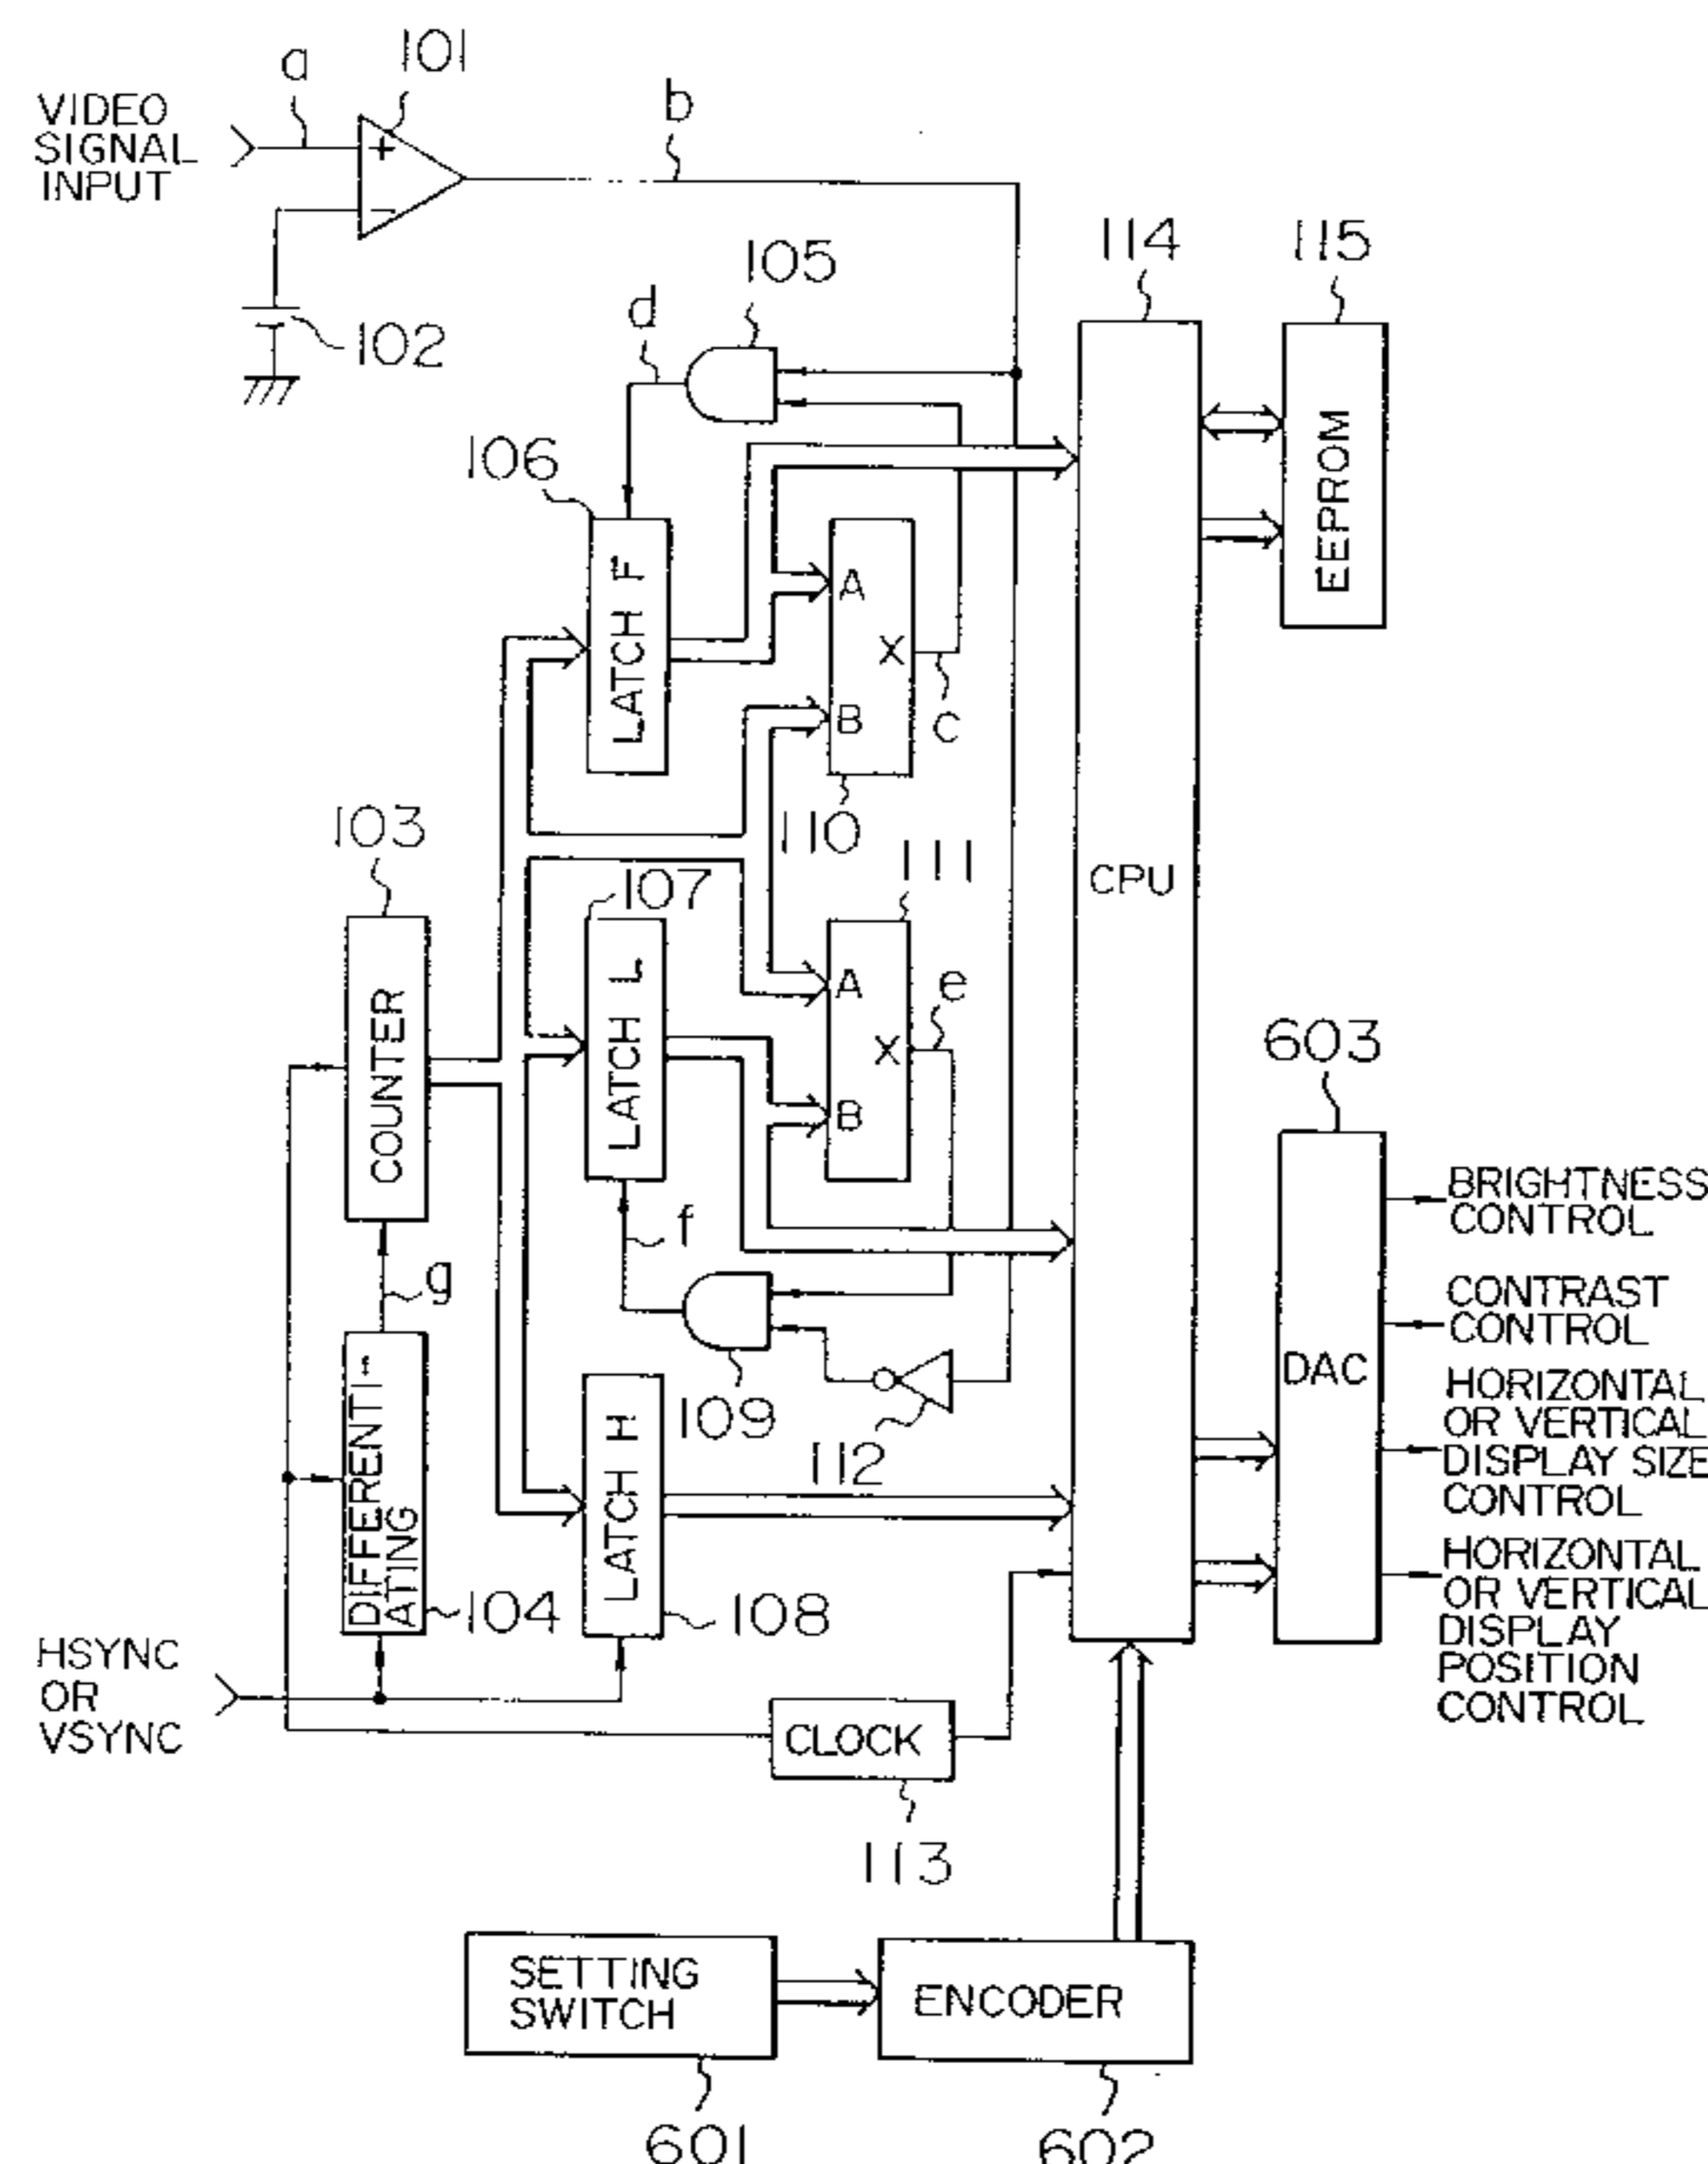 a
101
VIDEO
SIGNAL
INPUT
+
−
b
102
105
d
114
115
106
LATCH F
A
X
B
c
110
EEPROM
103
COUNTER
107
LATCH L
111
A
X
B
e
CPU
603
f
g
109
112
DIFFERENTI-
ATING
104
LATCH H
108
DAC
BRIGHTNESS
CONTROL
CONTRAST
CONTROL
HORIZONTAL
OR VERTICAL
DISPLAY SIZE
CONTROL
HORIZONTAL
OR VERTICAL
DISPLAY
POSITION
CONTROL
HSYNC
OR
VSYNC
CLOCK
113
SETTING
SWITCH
601
ENCODER
602